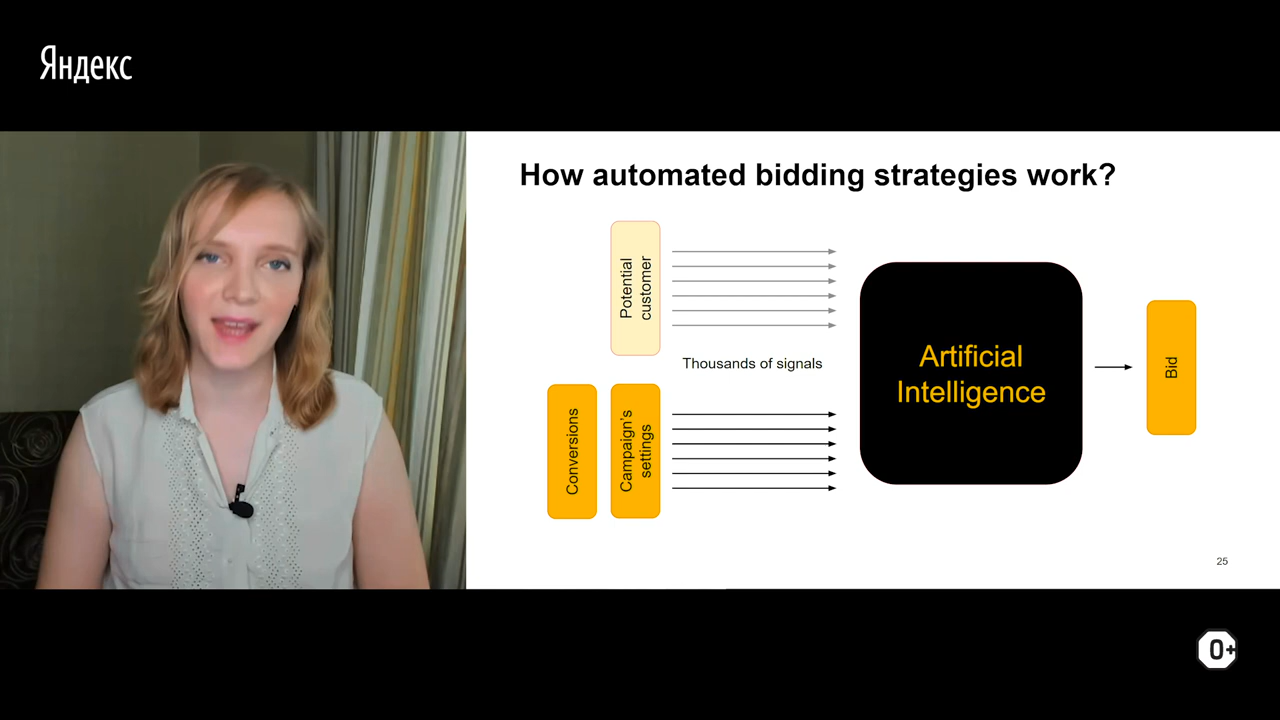 Яндекс
How automated bidding strategies work?
Potential
customer
Thousands of signals
Conversions
Campaign's
settings
Artificial
Intelligence
Bid
25
0+